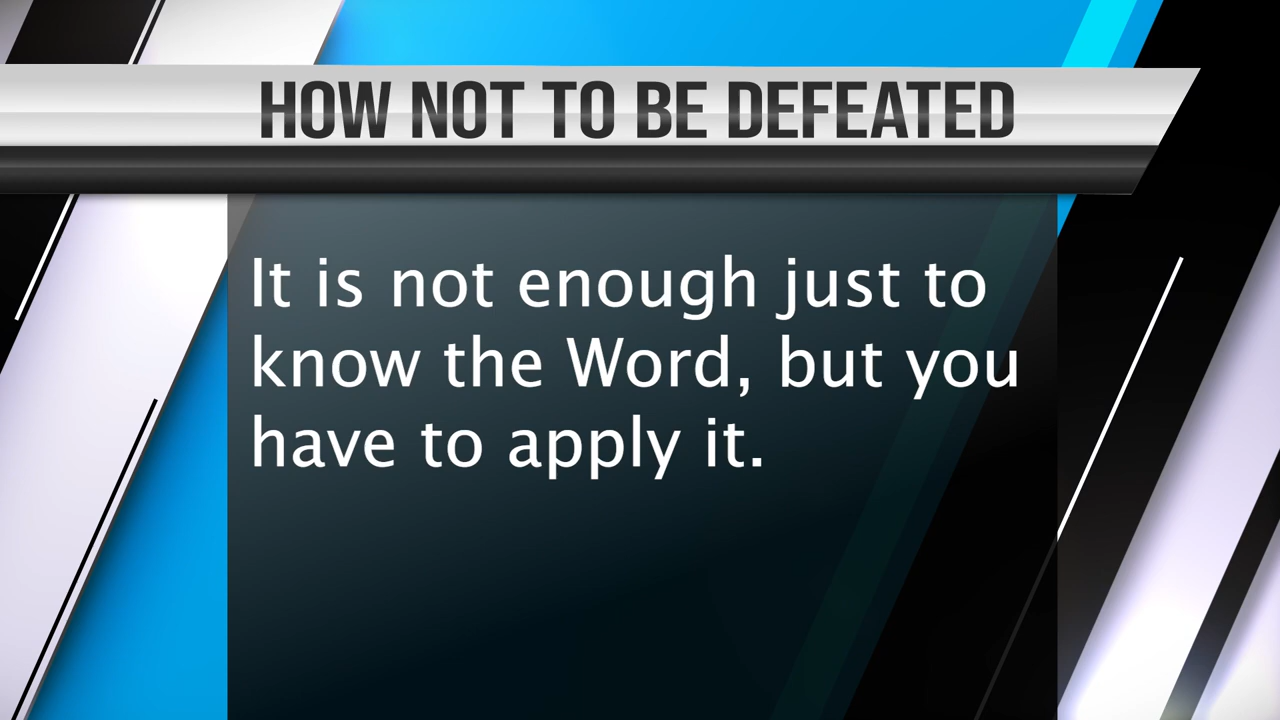 HOW NOT TO BE DEFEATED
It is not enough just to
know the Word, but you
have to apply it.